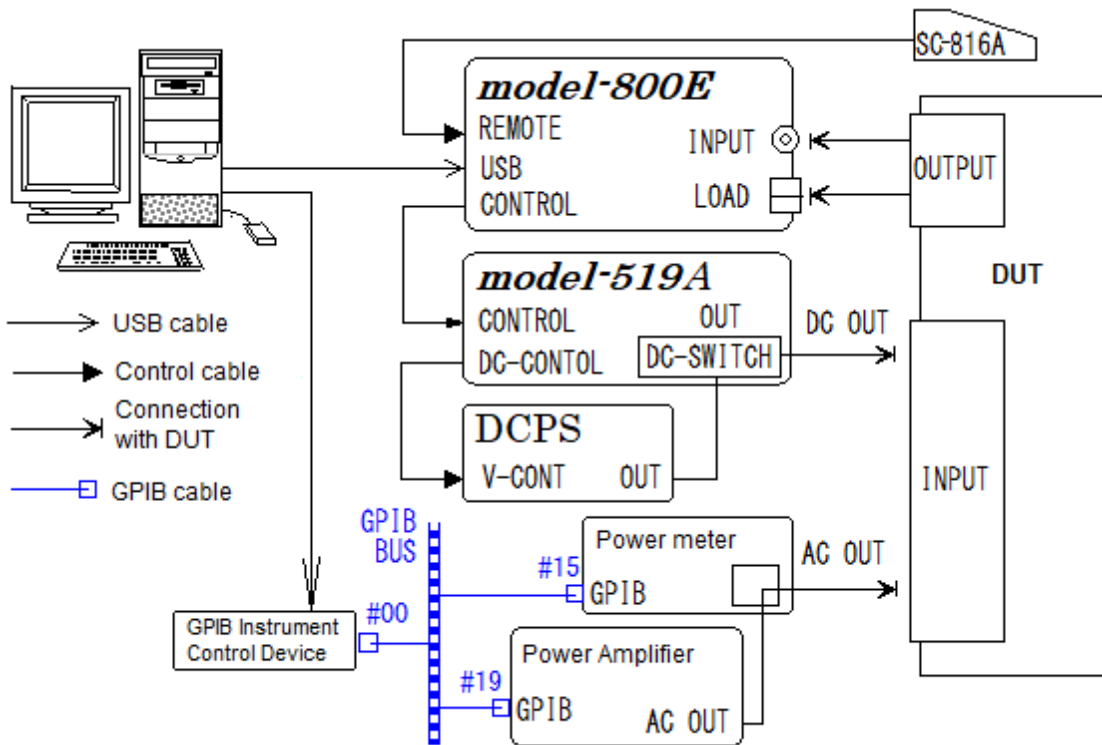 SC-816A
model-800E
REMOTE
INPUT
USB
LOAD
CONTROL
OUTPUT
DUT
model-519A
CONTROL
OUT
DC-CONTOL
DC-SWITCH
DC OUT
USB cable
Control cable
Connection
with DUT
GPIB cable
DCPS
V-CONT
OUT
INPUT
GPIB
BUS
Power meter
#15
GPIB
AC OUT
#00
GPIB Instrument
Control Device
Power Amplifier
#19
GPIB
AC OUT